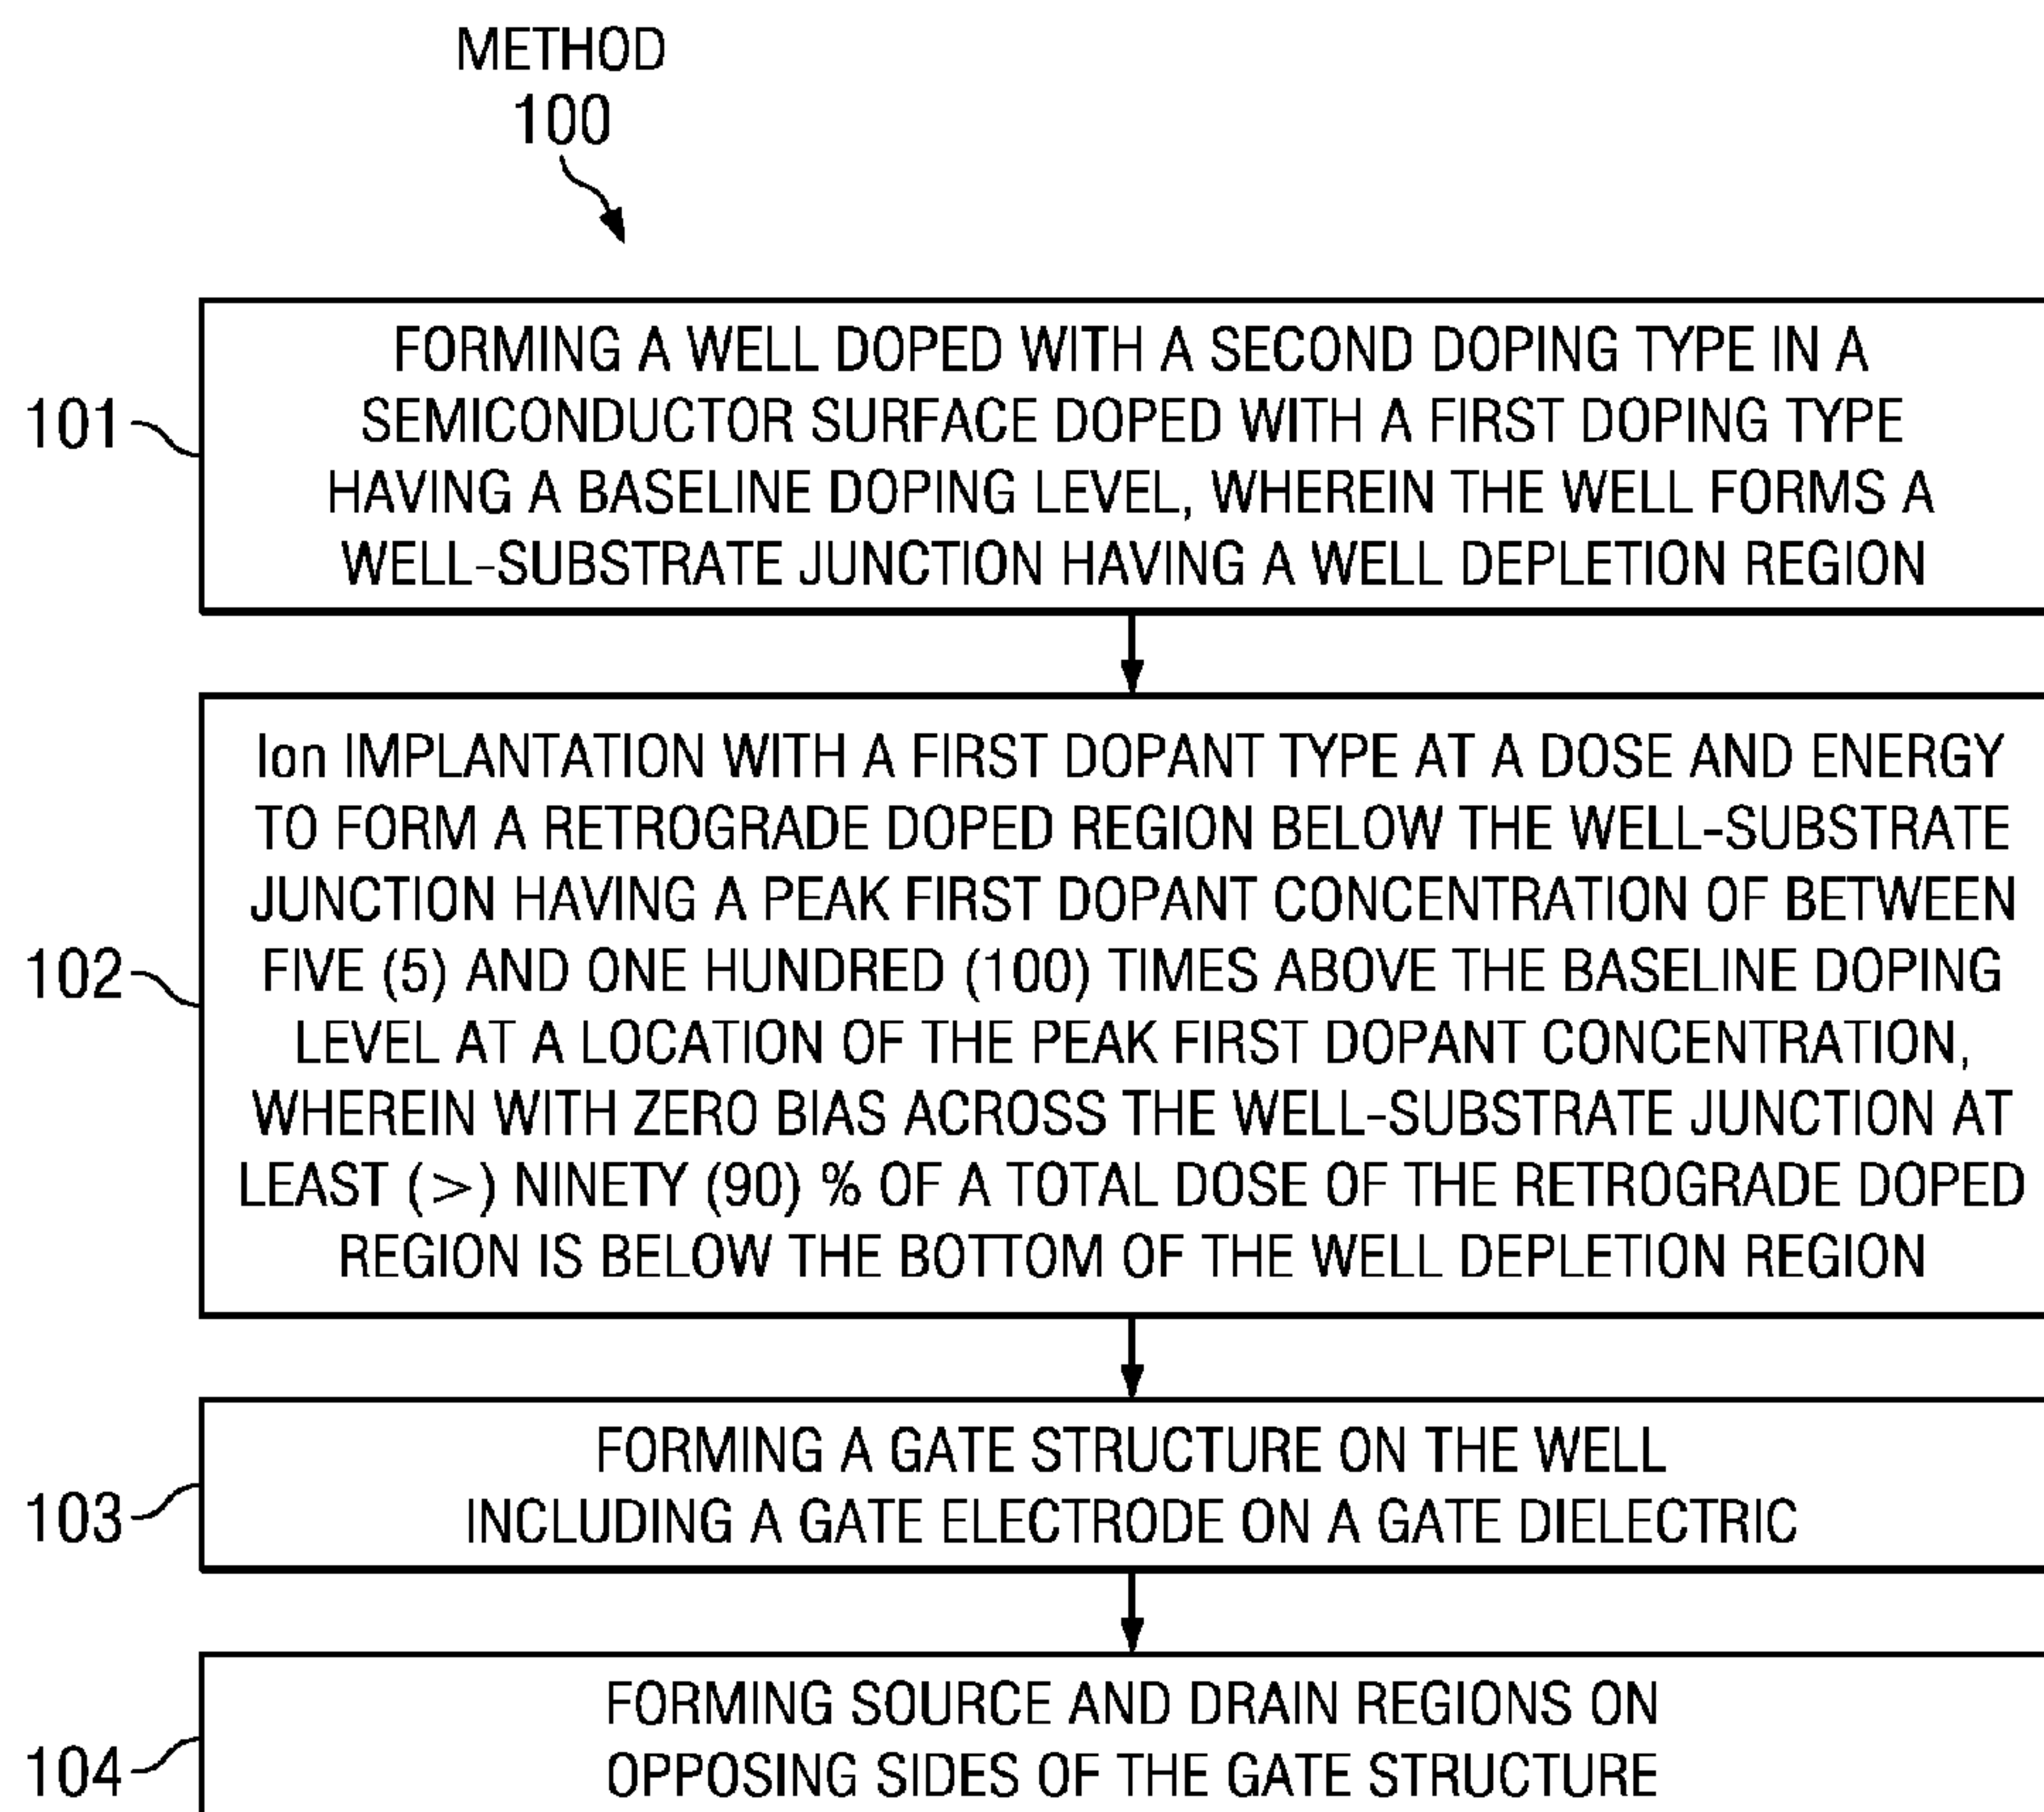 METHOD
100
101
FORMING A WELL DOPED WITH A SECOND DOPING TYPE IN A
SEMICONDUCTOR SURFACE DOPED WITH A FIRST DOPING TYPE
HAVING A BASELINE DOPING LEVEL, WHEREIN THE WELL FORMS A
WELL-SUBSTRATE JUNCTION HAVING A WELL DEPLETION REGION
102
Ion IMPLANTATION WITH A FIRST DOPANT TYPE AT A DOSE AND ENERGY
TO FORM A RETROGRADE DOPED REGION BELOW THE WELL-SUBSTRATE
JUNCTION HAVING A PEAK FIRST DOPANT CONCENTRATION OF BETWEEN
FIVE (5) AND ONE HUNDRED (100) TIMES ABOVE THE BASELINE DOPING
LEVEL AT A LOCATION OF THE PEAK FIRST DOPANT CONCENTRATION,
WHEREIN WITH ZERO BIAS ACROSS THE WELL-SUBSTRATE JUNCTION AT
LEAST (>) NINETY (90) % OF A TOTAL DOSE OF THE RETROGRADE DOPED
REGION IS BELOW THE BOTTOM OF THE WELL DEPLETION REGION
103
FORMING A GATE STRUCTURE ON THE WELL
INCLUDING A GATE ELECTRODE ON A GATE DIELECTRIC
104
FORMING SOURCE AND DRAIN REGIONS ON
OPPOSING SIDES OF THE GATE STRUCTURE